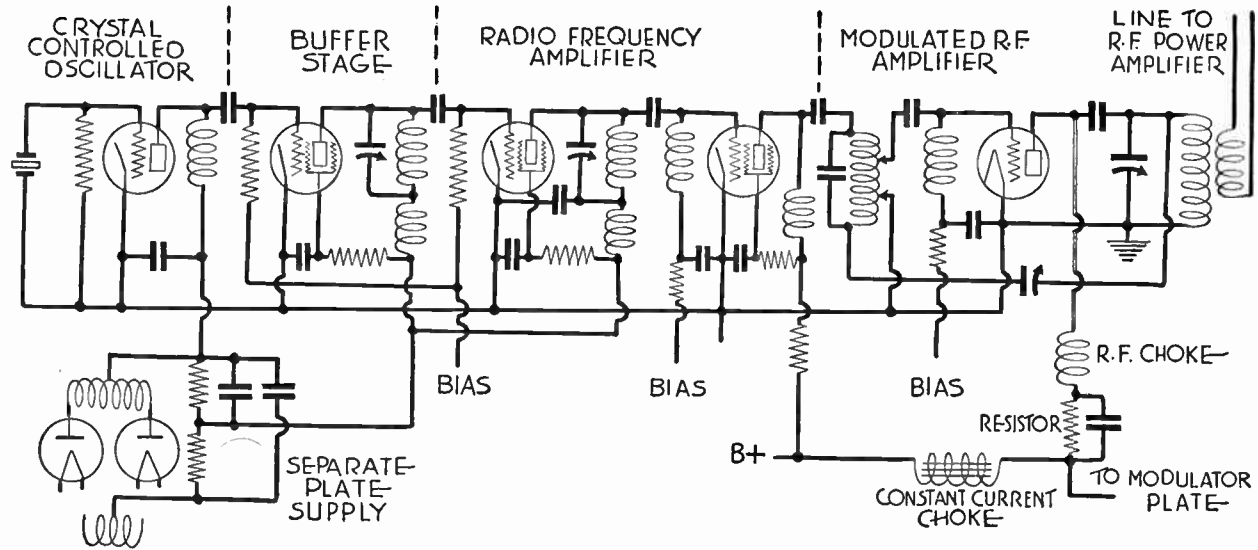 CRYSTAL
CONTROLLED
OSCILLATOR
BUFFER
STAGE
RADIO FREQUENCY
AMPLIFIER
MODULATED R.F.
AMPLIFIER
LINE TO
R.F. POWER
AMPLIFIER
BIAS
BIAS
BIAS
R.F. CHOKE
RESISTOR
B+
TO MODULATOR
PLATE
CONSTANT CURRENT
CHOKE
SEPARATE
PLATE
SUPPLY